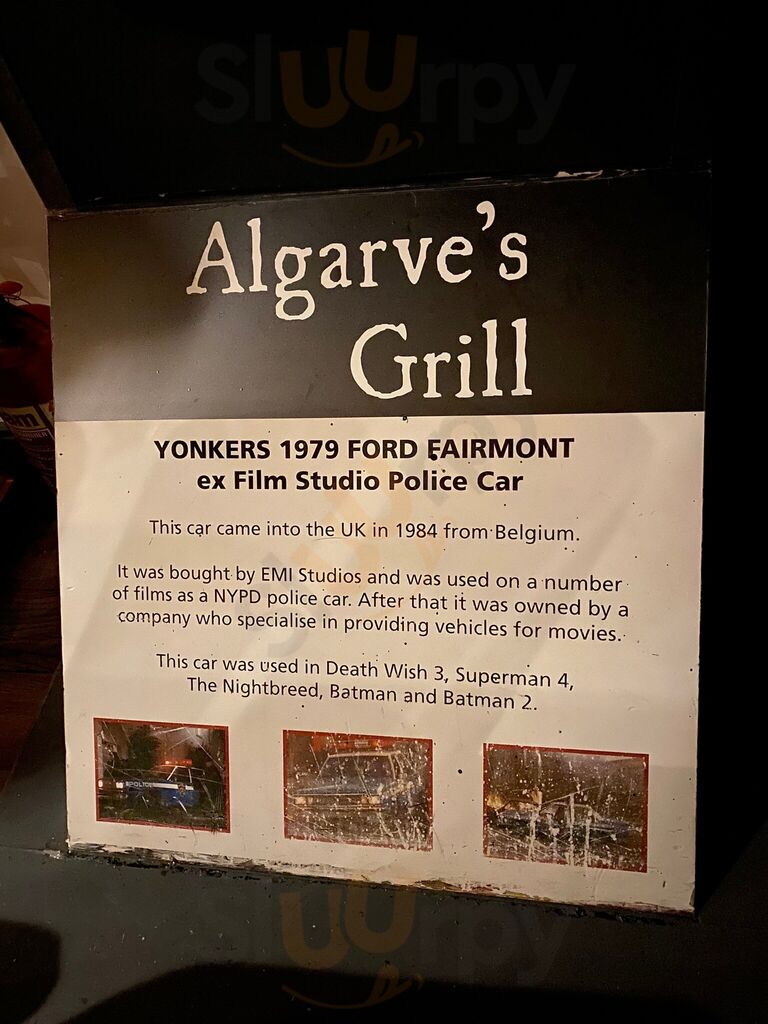 Sluurpy
Algarve's
Grill
YONKERS 1979 FORD FAIRMONT
ex Film Studio Police Car
This car came into the UK in 1984 from Belgium.
It was bought by EMI Studios and was used on a number
of films as a NYPD police car. After that it was owned by a
company who specialise in providing vehicles for movies.
This car was used in Death Wish 3, Superman 4,
The Nightbreed, Batman and Batman 2.
POLICE
Sluurpy